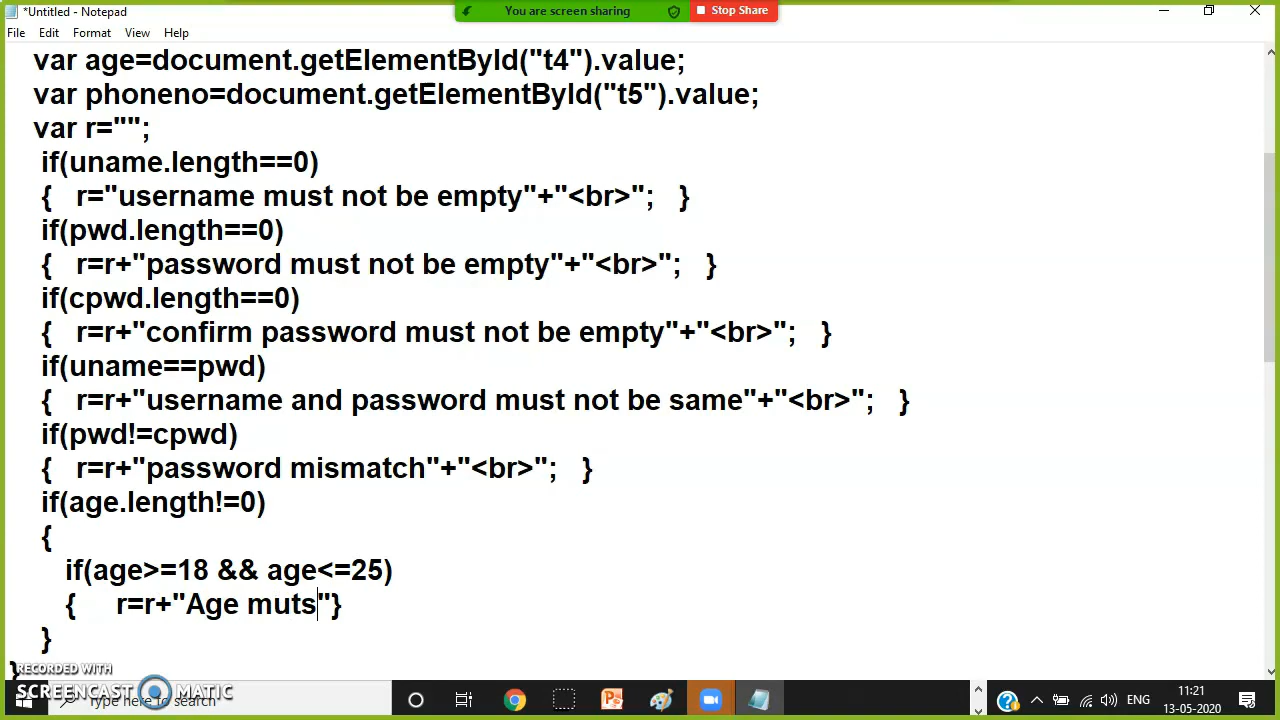 *Untitled - Notepad
You are screen sharing
Stop Share
File Edit Format View Help
var age=document.getElementById("t4").value;
var phoneno=document.getElementById("t5").value;
var r="";
if(uname.length==0)
{ r="username must not be empty"+"<br>"; }
if(pwd.length==0)
{ r=r+"password must not be empty"+"<br>"; }
if(cpwd.length==0)
{ r=r+"confirm password must not be empty"+"<br>"; }
if(uname==pwd)
{ r=r+"username and password must not be same"+"<br>"; }
if(pwd!=cpwd)
{ r=r+"password mismatch"+"<br>"; }
if(age.length!=0)
{
if(age>=18 && age<=25)
{ r=r+"Age muts"}
}
}
RECORDED WITH
SCREENCAST MATIC
Type here to search
ENG
11:21
13-05-2020